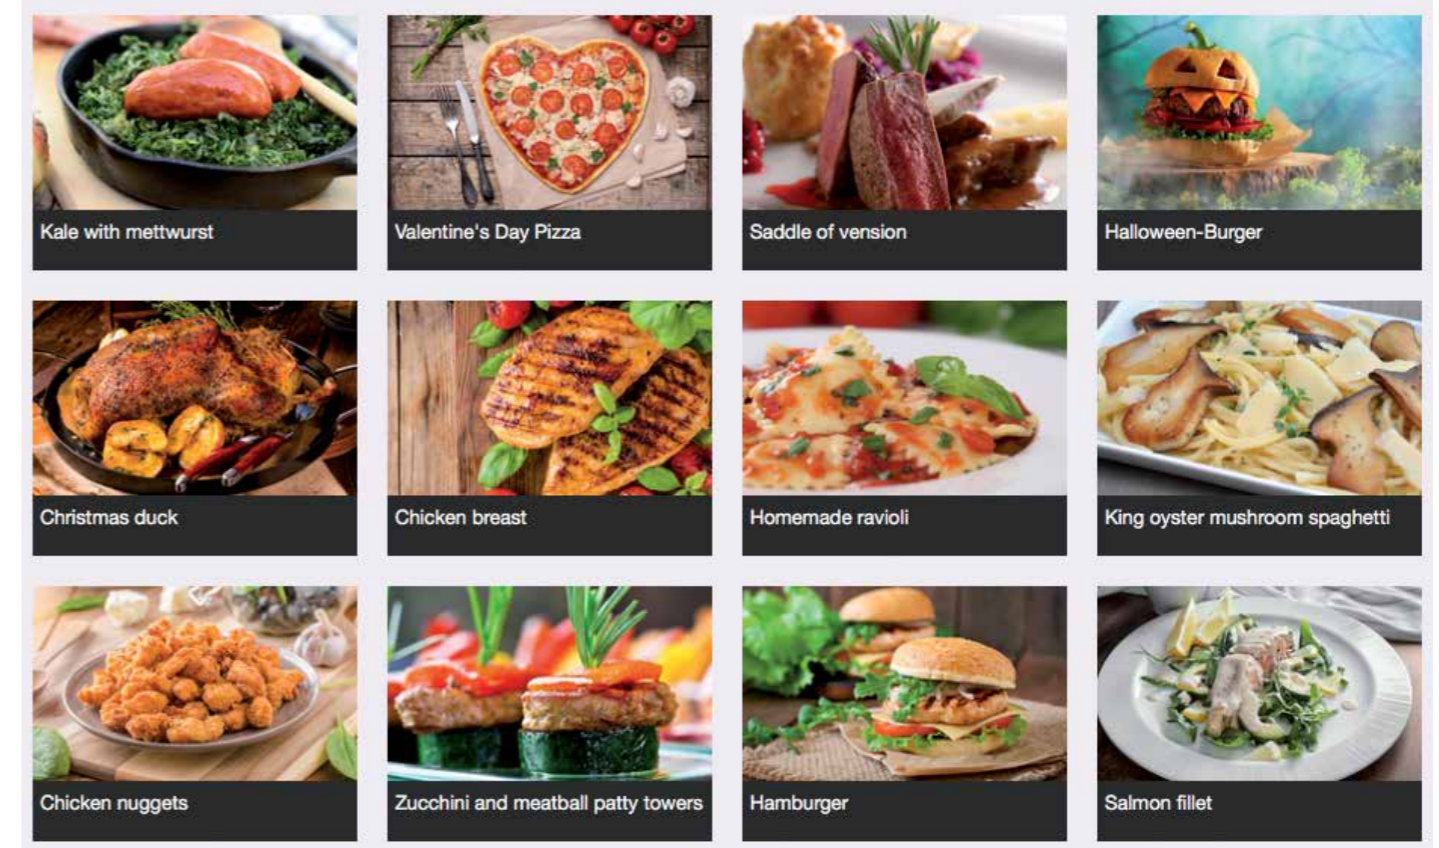 Kale with mettwurst
Valentine's Day Pizza
Saddle of vension
Halloween-Burger
Christmas duck
Chicken breast
Homemade ravioli
King oyster mushroom spaghetti
Chicken nuggets
Zucchini and meatball patty towers
Hamburger
Salmon fillet